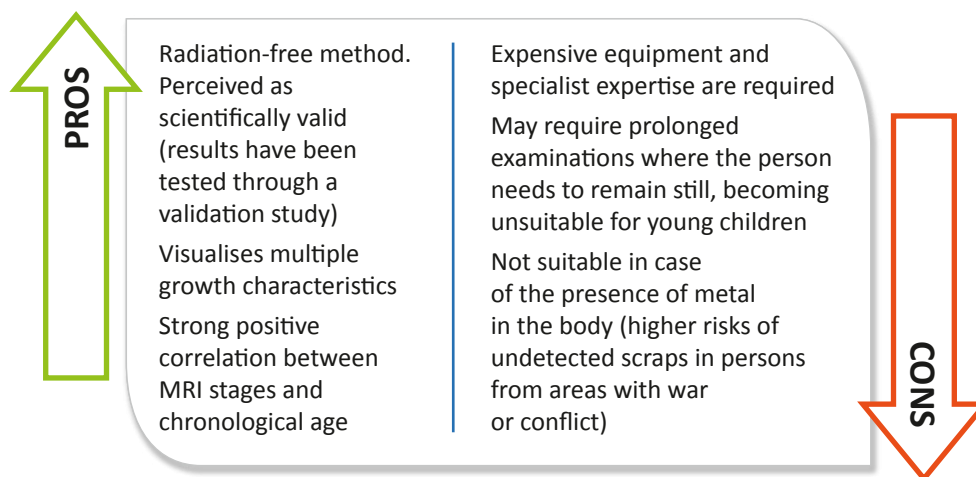 PROS
Radiation-free method.
Perceived as
scientifically valid
(results have been
tested through a
validation study)
Visualises multiple
growth characteristics
Strong positive
correlation between
MRI stages and
chronological age
Expensive equipment and
specialist expertise are required
May require prolonged
examinations where the person
needs to remain still, becoming
unsuitable for young children
Not suitable in case
of the presence of metal
in the body (higher risks of
undetected scraps in persons
from areas with war
or conflict)
CONS